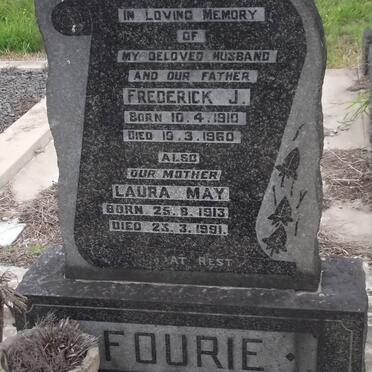 IN LOVING MEMORY
OF
MY BELOVED HUSBAND
AND OUR FATHER
FREDERICK J.
BORN 10.4.1910
DIED 10.3.1960
ALSO
OUR MOTHER
LAURA MAY
BORN 25.8.1913
DIED 23.3.1991.
AT REST
FOURIE